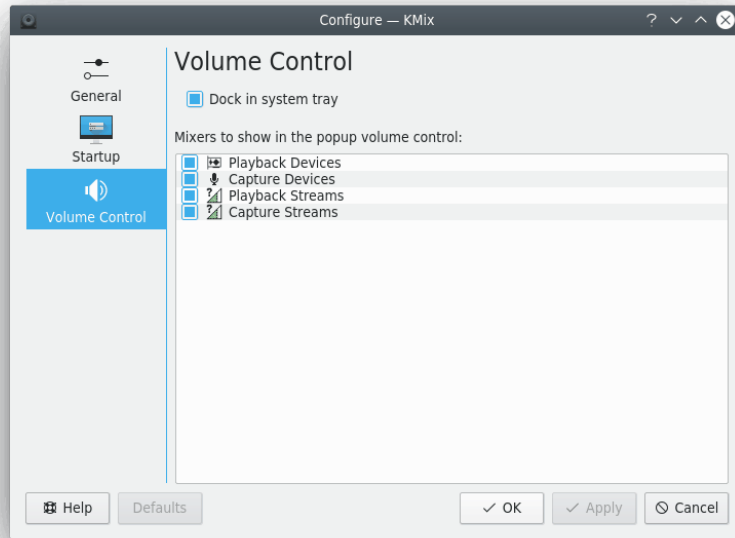 Configure — KMix
General
Startup
Volume Control
Volume Control
Dock in system tray
Mixers to show in the popup volume control:
Playback Devices
Capture Devices
Playback Streams
Capture Streams
Help
Defaults
OK
Apply
Cancel